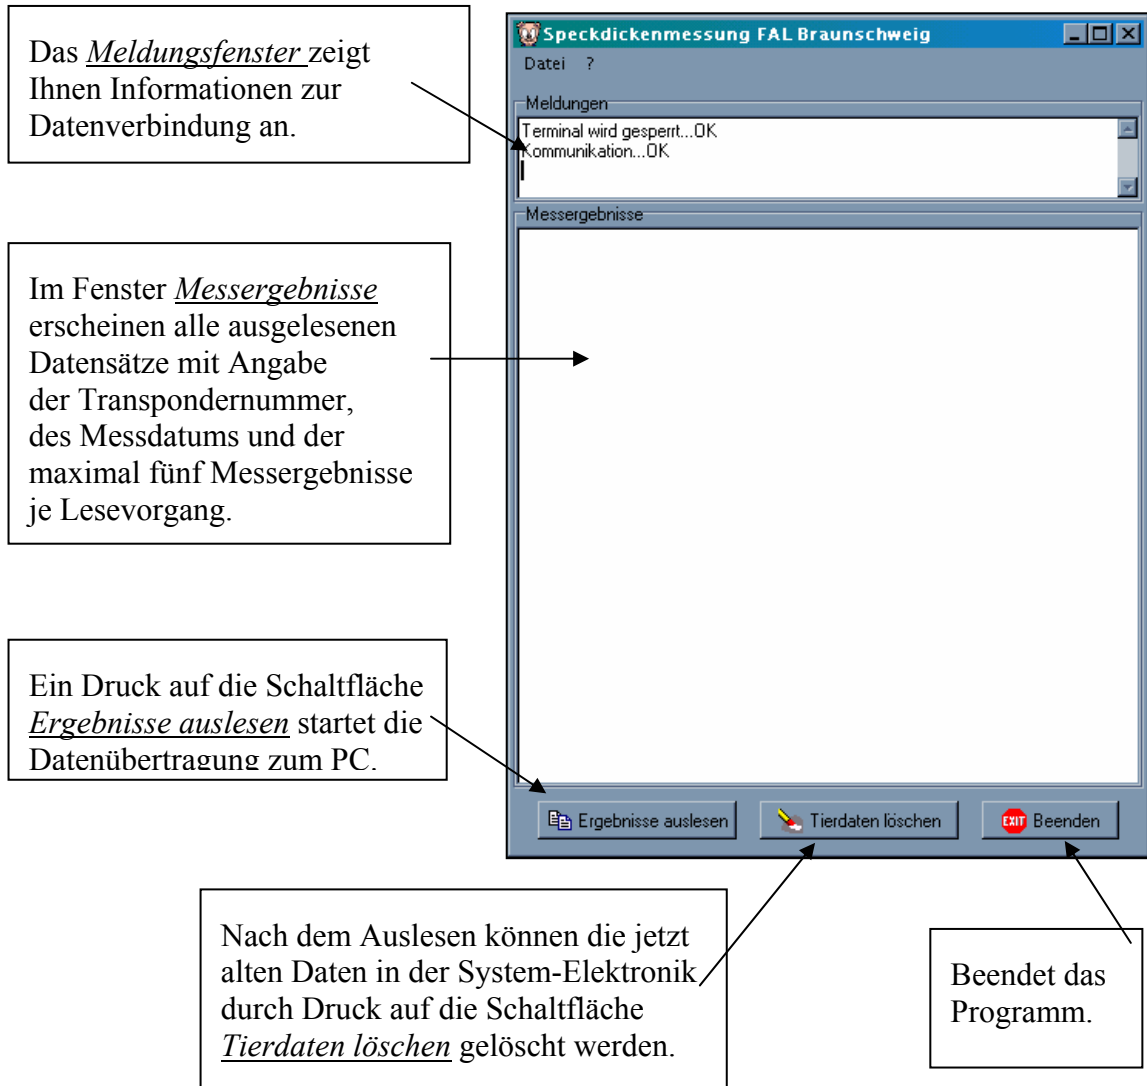 Das Meldungsfenster zeigt
Ihnen Informationen zur
Datenverbindung an.
Speckdickenmessung FAL Braunschweig
Datei ?
Meldungen
Terminal wird gesperrt...OK
Kommunikation...OK
Messergebnisse
Im Fenster Messergebnisse
erscheinen alle ausgelesenen
Datensätze mit Angabe
der Transpondernummer,
des Messdatums und der
maximal fünf Messergebnisse
je Lesevorgang.
Ein Druck auf die Schaltfläche
Ergebnisse auslesen startet die
Datenübertragung zum PC.
Ergebnisse auslesen
Tierdaten löschen
EXIT Beenden
Nach dem Auslesen können die jetzt
alten Daten in der System-Elektronik
durch Druck auf die Schaltfläche
Tierdaten löschen gelöscht werden.
Beendet das
Programm.